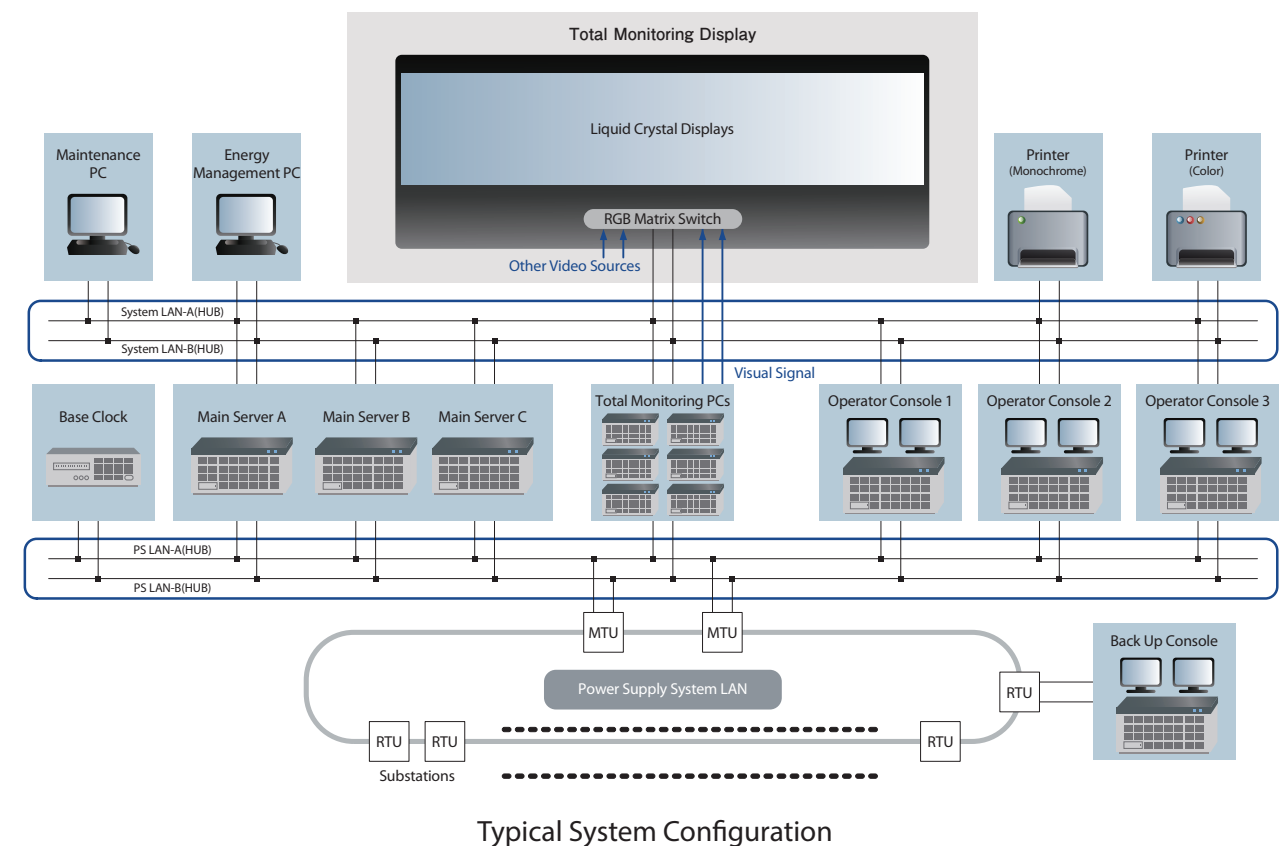 Total Monitoring Display
Liquid Crystal Displays
RGB Matrix Switch
Other Video Sources
Maintenance
PC
Energy
Management PC
Printer
(Monochrome)
Printer
(Color)
System LAN-A(HUB)
System LAN-B(HUB)
Visual Signal
Base Clock
Main Server A
Main Server B
Main Server C
Total Monitoring PCs
Operator Console 1
Operator Console 2
Operator Console 3
PS LAN-A(HUB)
PS LAN-B(HUB)
MTU
MTU
Back Up Console
Power Supply System LAN
RTU
RTU
RTU
RTU
Substations
Typical System Configuration